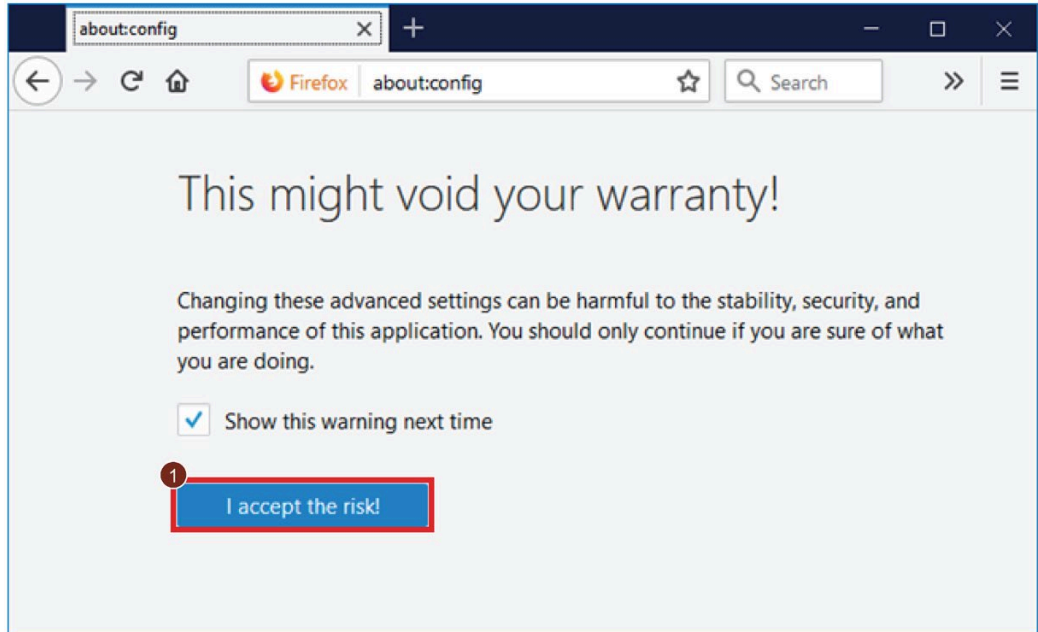 about:config
Firefox about:config Search
This might void your warranty!
Changing these advanced settings can be harmful to the stability, security, and
performance of this application. You should only continue if you are sure of what
you are doing.
Show this warning next time
1
I accept the risk!